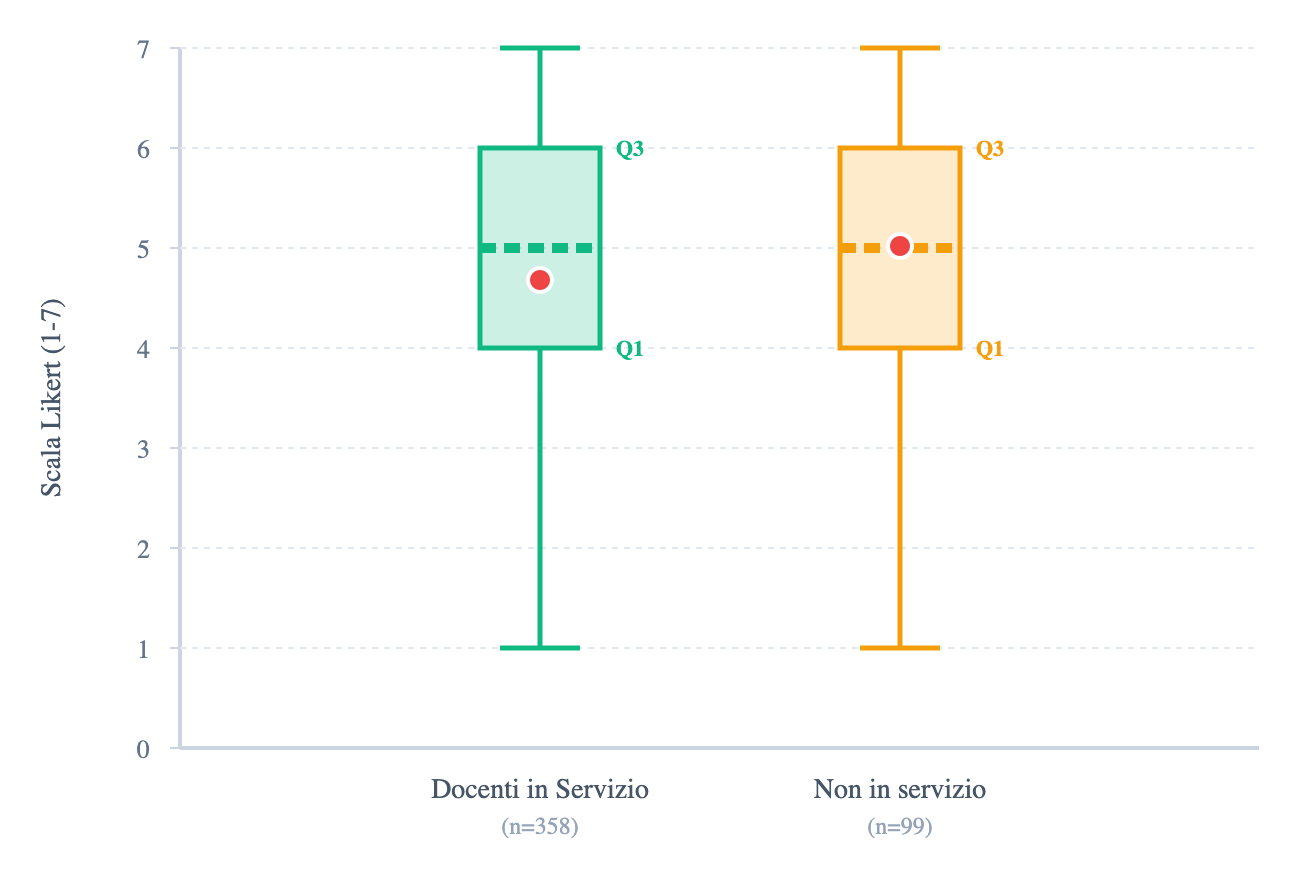 7
6
5
4
3
2
1
0
Scala Likert (1-7)
Q3
Q1
Q3
Q1
Docenti in Servizio
(n=358)
Non in servizio
(n=99)